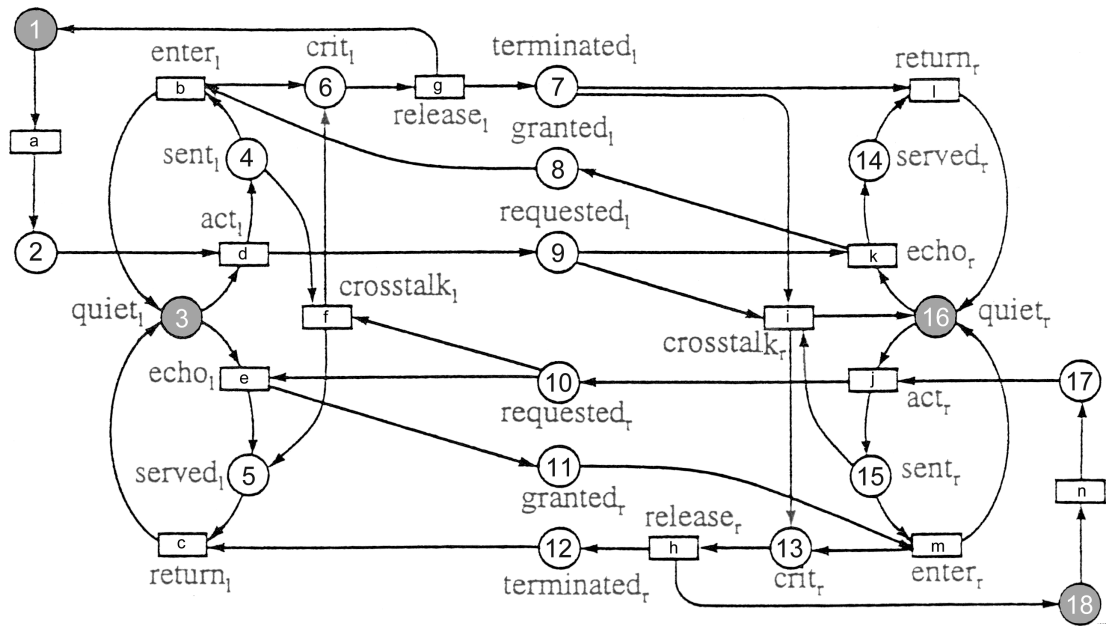 1
terminated_l
enter_l
crit_l
return_r
6
g
7
b
l
release_l
granted_l
a
sent_l
4
8
14
served_r
requested_l
act_l
2
d
9
k
echo_r
crosstalk_l
quiet_l
3
f
i
16
quiet_r
crosstalk_r
echo_l
e
10
j
17
requested_r
act_r
served_l
5
11
15
sent_r
granted_r
n
release_r
c
12
h
13
m
return_l
terminated_r
crit_r
enter_r
18